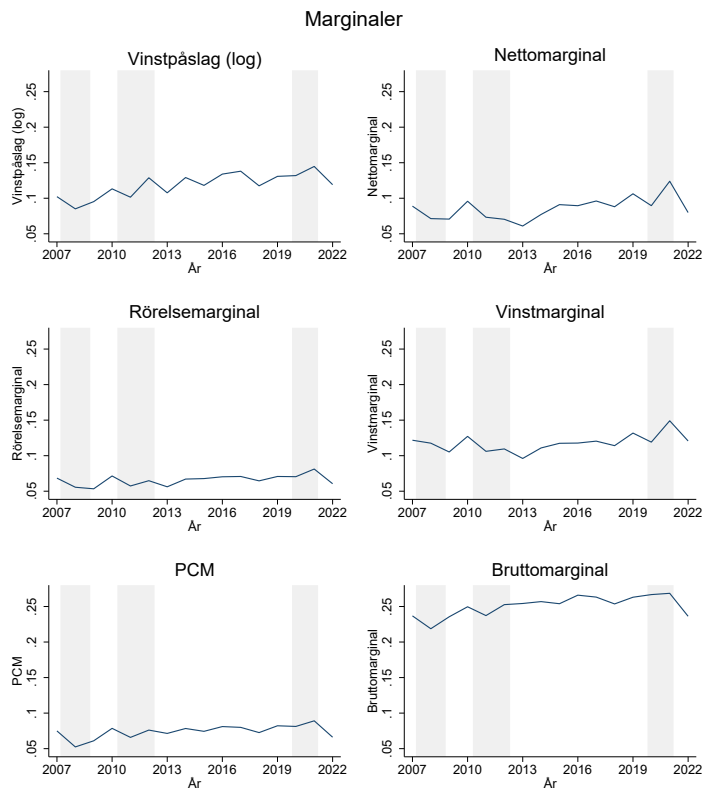 Marginaler
Vinstpåslag (log)
Vinstpåslag (log)
.05 .1 .15 .2 .25
2007 2010 2013 2016 2019 2022
År
Nettomarginal
Nettomarginal
.05 .1 .15 .2 .25
2007 2010 2013 2016 2019 2022
År
Rörelsemarginal
Rörelsemarginal
.05 .1 .15 .2 .25
2007 2010 2013 2016 2019 2022
År
Vinstmarginal
Vinstmarginal
.05 .1 .15 .2 .25
2007 2010 2013 2016 2019 2022
År
PCM
PCM
.05 .1 .15 .2 .25
2007 2010 2013 2016 2019 2022
År
Bruttomarginal
Bruttomarginal
.05 .1 .15 .2 .25
2007 2010 2013 2016 2019 2022
År